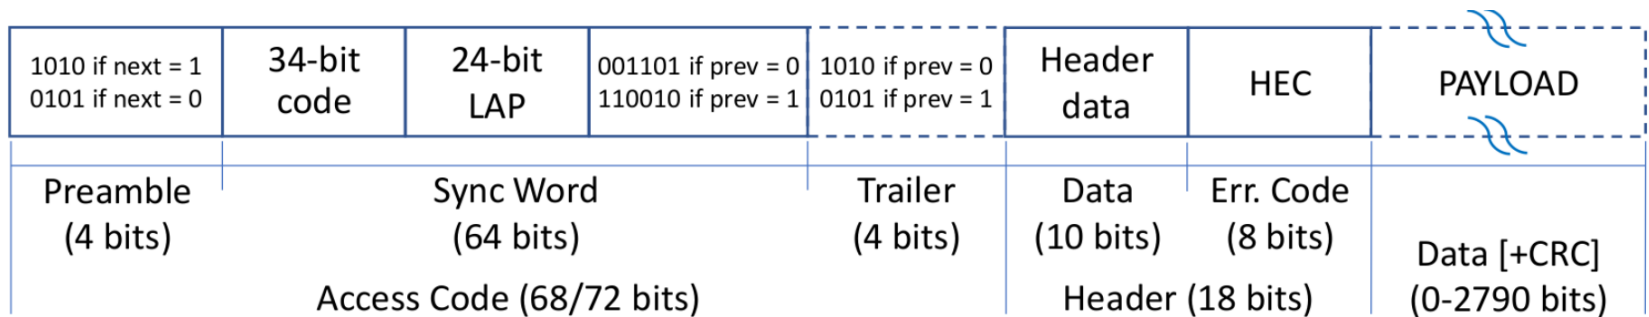 1010 if next = 1
0101 if next = 0
34-bit
code
24-bit
LAP
001101 if prev = 0
110010 if prev = 1
1010 if prev = 0
0101 if prev = 1
Header
data
HEC
PAYLOAD
Preamble
(4 bits)
Sync Word
(64 bits)
Trailer
(4 bits)
Data
(10 bits)
Err. Code
(8 bits)
Data [+CRC]
(0-2790 bits)
Access Code (68/72 bits)
Header (18 bits)